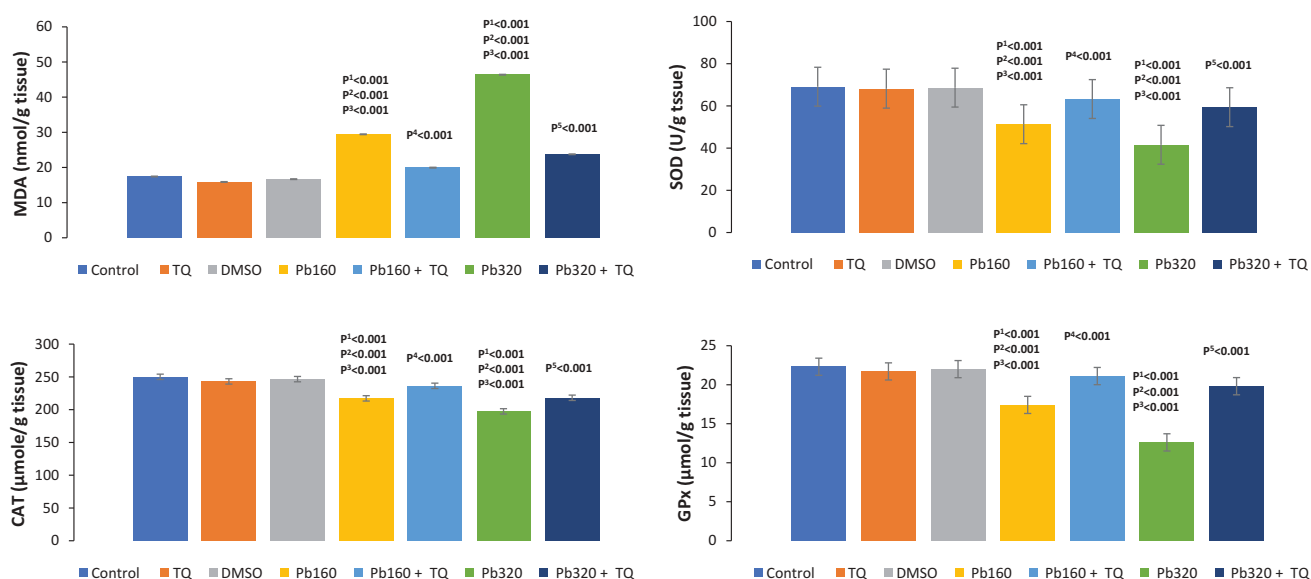 MDA (nmol/g tissue)
60
50
40
30
20
10
0
P¹<0.001
P²<0.001
P³<0.001
P⁴<0.001
P¹<0.001
P²<0.001
P³<0.001
P⁵<0.001
Control TQ DMSO Pb160 Pb160 + TQ Pb320 Pb320 + TQ
SOD (U/g tssue)
100
80
60
40
20
0
P¹<0.001
P²<0.001
P³<0.001
P⁴<0.001
P¹<0.001
P²<0.001
P³<0.001
P⁵<0.001
Control TQ DMSO Pb160 Pb160 + TQ Pb320 Pb320 + TQ
CAT (µmole/g tissue)
300
250
200
150
100
50
0
P¹<0.001
P²<0.001
P³<0.001
P⁴<0.001
P¹<0.001
P²<0.001
P³<0.001
P⁵<0.001
Control TQ DMSO Pb160 Pb160 + TQ Pb320 Pb320 + TQ
GPx (µmol/g tissue)
25
20
15
10
5
0
P¹<0.001
P²<0.001
P³<0.001
P⁴<0.001
P¹<0.001
P²<0.001
P³<0.001
P⁵<0.001
Control TQ DMSO Pb160 Pb160 + TQ Pb320 Pb320 + TQ